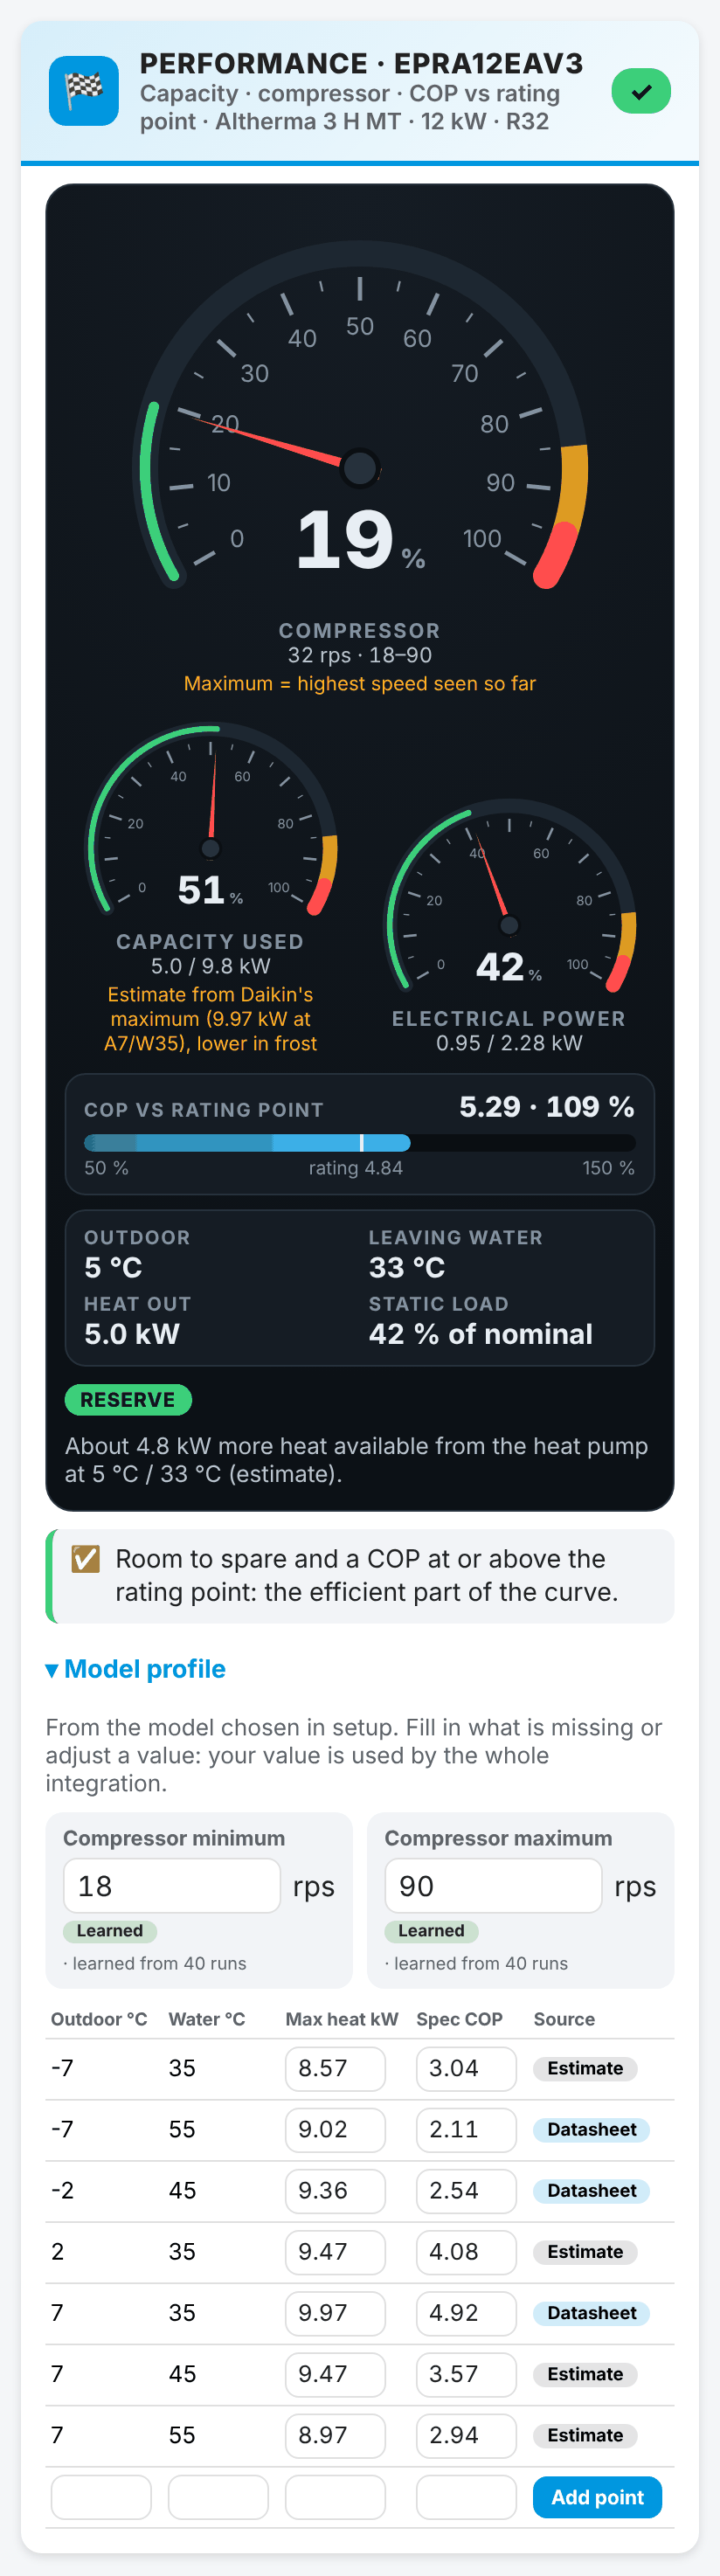 PERFORMANCE · EPRA12EAV3
Capacity · compressor · COP vs rating
point · Altherma 3 H MT · 12 kW · R32
0
10
20
30
40
50
60
70
80
90
100
19 %
COMPRESSOR
32 rps · 18–90
Maximum = highest speed seen so far
0
20
40
60
80
100
51 %
CAPACITY USED
5.0 / 9.8 kW
Estimate from Daikin's
maximum (9.97 kW at
A7/W35), lower in frost
0
20
40
60
80
100
42 %
ELECTRICAL POWER
0.95 / 2.28 kW
COP VS RATING POINT 5.29 · 109 %
50 % rating 4.84 150 %
OUTDOOR LEAVING WATER
5 °C 33 °C
HEAT OUT STATIC LOAD
5.0 kW 42 % of nominal
RESERVE
About 4.8 kW more heat available from the heat pump
at 5 °C / 33 °C (estimate).
Room to spare and a COP at or above the
rating point: the efficient part of the curve.
▾ Model profile
From the model chosen in setup. Fill in what is missing or
adjust a value: your value is used by the whole
integration.
Compressor minimum
18 rps
Learned
· learned from 40 runs
Compressor maximum
90 rps
Learned
· learned from 40 runs
Outdoor °C Water °C Max heat kW Spec COP Source
-7 35 8.57 3.04 Estimate
-7 55 9.02 2.11 Datasheet
-2 45 9.36 2.54 Datasheet
2 35 9.47 4.08 Estimate
7 35 9.97 4.92 Datasheet
7 45 9.47 3.57 Estimate
7 55 8.97 2.94 Estimate
Add point